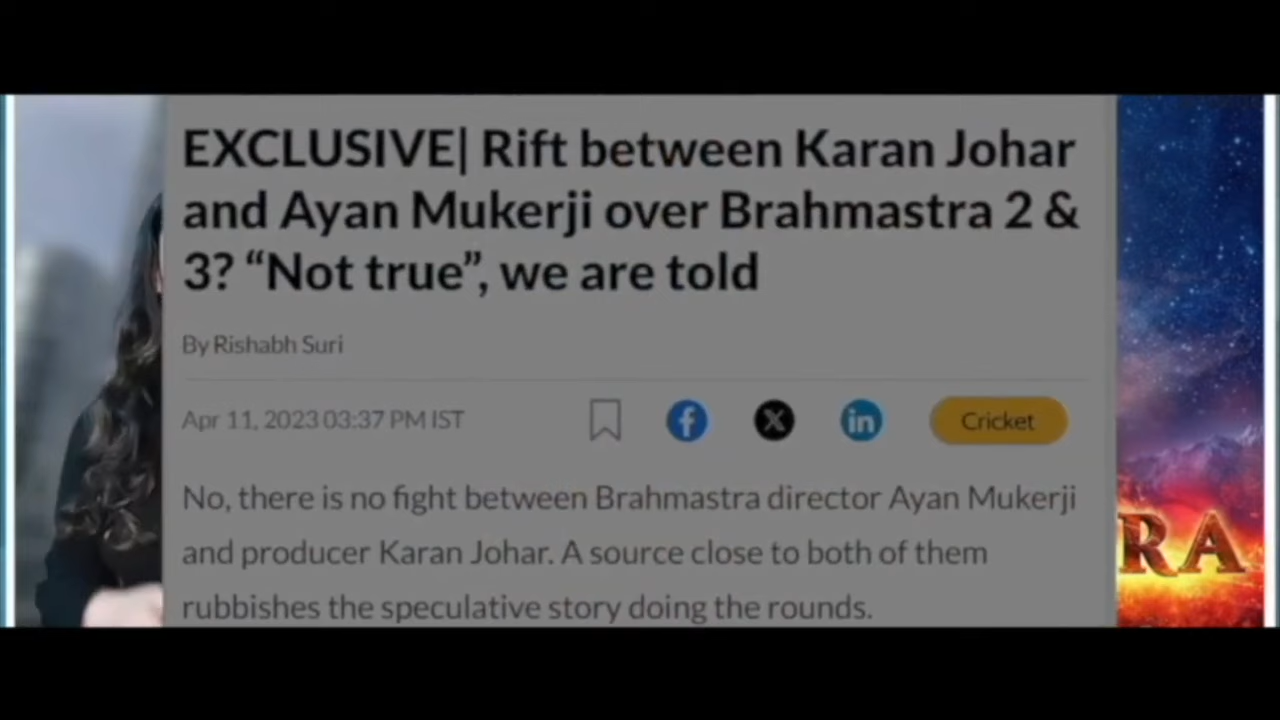 EXCLUSIVE| Rift between Karan Johar
and Ayan Mukerji over Brahmastra 2 &
3? “Not true”, we are told
By Rishabh Suri
Apr 11, 2023 03:37 PM IST
Cricket
No, there is no fight between Brahmastra director Ayan Mukerji
and producer Karan Johar. A source close to both of them
rubbishes the speculative story doing the rounds.
RA